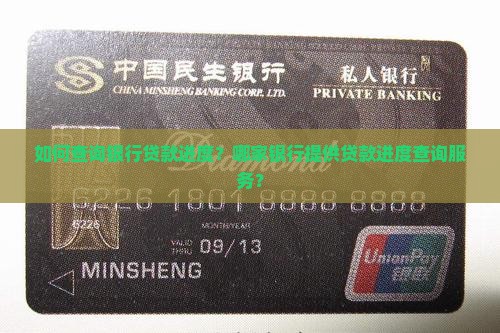 中国民生银行
CHINA MINSHENG BANKING CORP., LTD.
私人银行
PRIVATE BANKING
如何查询银行贷款进度？哪家银行提供贷款进度查询服
务？
Diamond
6226 1801 8888 8888
6226
MONTH/YEAR
VALID
THRU
09/13
MINSHENG
UnionPay
银联